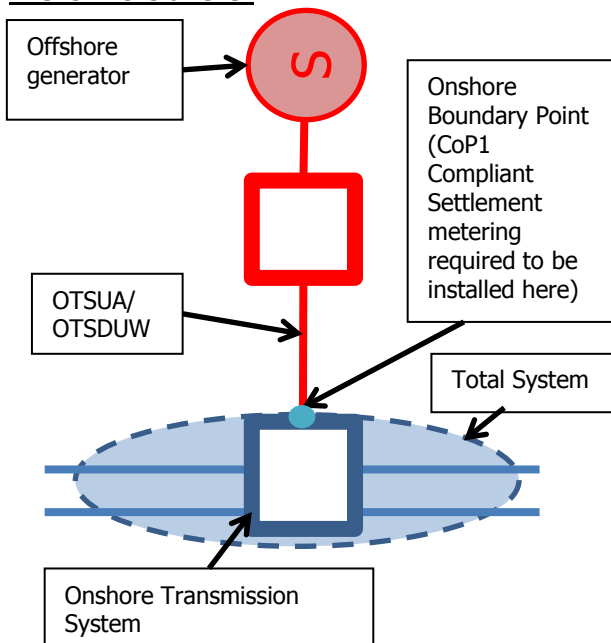 Offshore
generator
S
Onshore
Boundary Point
(CoP1
Compliant
Settlement
metering
required to be
installed here)
OTSUA/
OTSDUW
Total System
Onshore Transmission
System